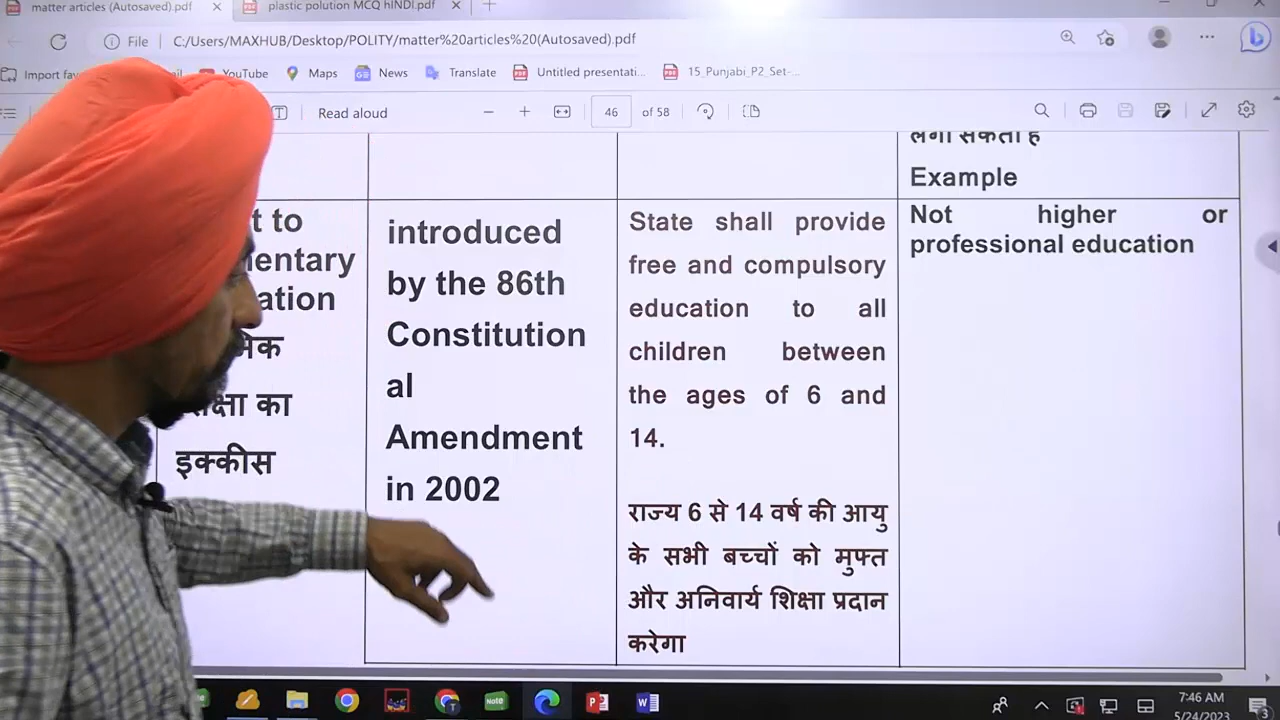 matter articles (Autosaved).pdf
plastic polution MCQ hINDI.pdf
File
C:/Users/MAXHUB/Desktop/POLITY/matter%20articles%20(Autosaved).pdf
Import
YouTube
Maps
News
Translate
Untitled presentati...
15_Punjabi_P2_Set-...
Read aloud
46
of 58
लगा सकता है
Example
to
introduced
by the 86th
Constitution
al
Amendment
in 2002
State shall provide
free and compulsory
education to all
children between
the ages of 6 and
14.
राज्य 6 से 14 वर्ष की आयु
के सभी बच्चों को मुफ्त
और अनिवार्य शिक्षा प्रदान
करेगा
Not higher or
professional education
का
इक्कीस
Note
7:46 AM
5/24/2023